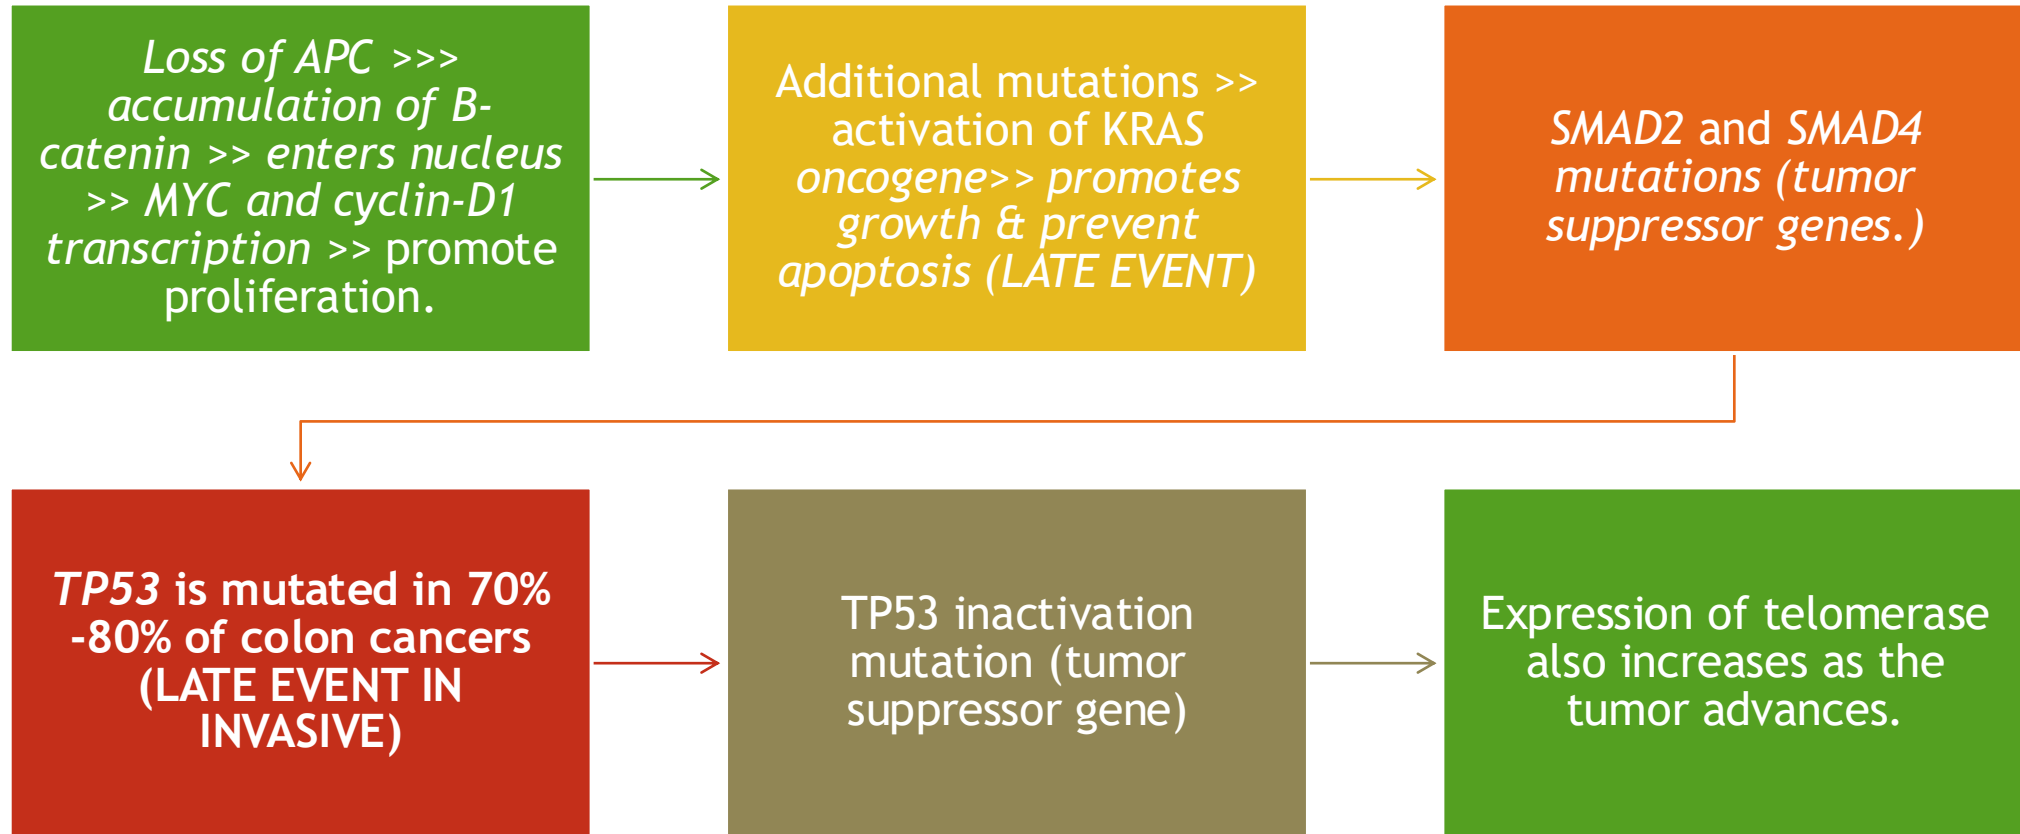 Loss of APC >>>
accumulation of B-
catenin >> enters nucleus
>> MYC and cyclin-D1
transcription >> promote
proliferation.
Additional mutations >>
activation of KRAS
oncogene>> promotes
growth & prevent
apoptosis (LATE EVENT)
SMAD2 and SMAD4
mutations (tumor
suppressor genes.)
TP53 is mutated in 70%
-80% of colon cancers
(LATE EVENT IN
INVASIVE)
TP53 inactivation
mutation (tumor
suppressor gene)
Expression of telomerase
also increases as the
tumor advances.